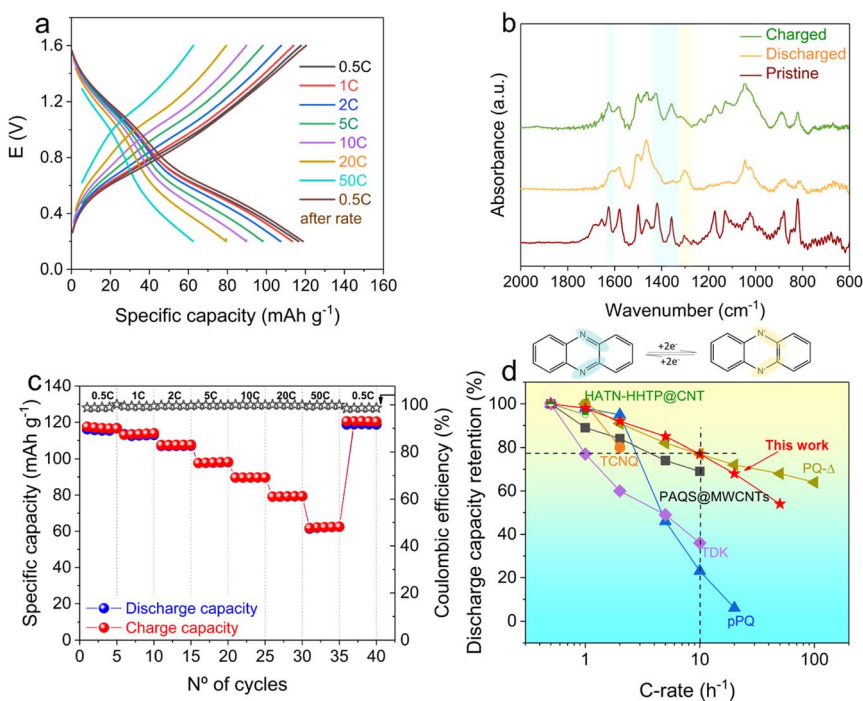 a
E (V)
1.6
1.2
0.8
0.4
0.0
0.5C
1C
2C
5C
10C
20C
50C
0.5C
after rate
0 20 40 60 80 100 120 140 160
Specific capacity (mAh g⁻¹)
b
Absorbance (a.u.)
Charged
Discharged
Pristine
2000 1800 1600 1400 1200 1000 800 600
Wavenumber (cm⁻¹)
N
N
+2e⁻
+2e⁻
N
N
c
Specific capacity (mAh g⁻¹)
140
120
100
80
60
40
20
0
0.5C 1C 2C 5C 10C 20C 50C 0.5C
Discharge capacity
Charge capacity
100
80
60
40
20
0
Coulombic efficiency (%)
0 5 10 15 20 25 30 35 40
Nº of cycles
d
Discharge capacity retention (%)
100
80
60
40
20
0
HATN-HHTP@CNT
This work
TCNQ
PQ-Δ
PAQS@MWCNTs
TDK
pPQ
1 10 100
C-rate (h⁻¹)